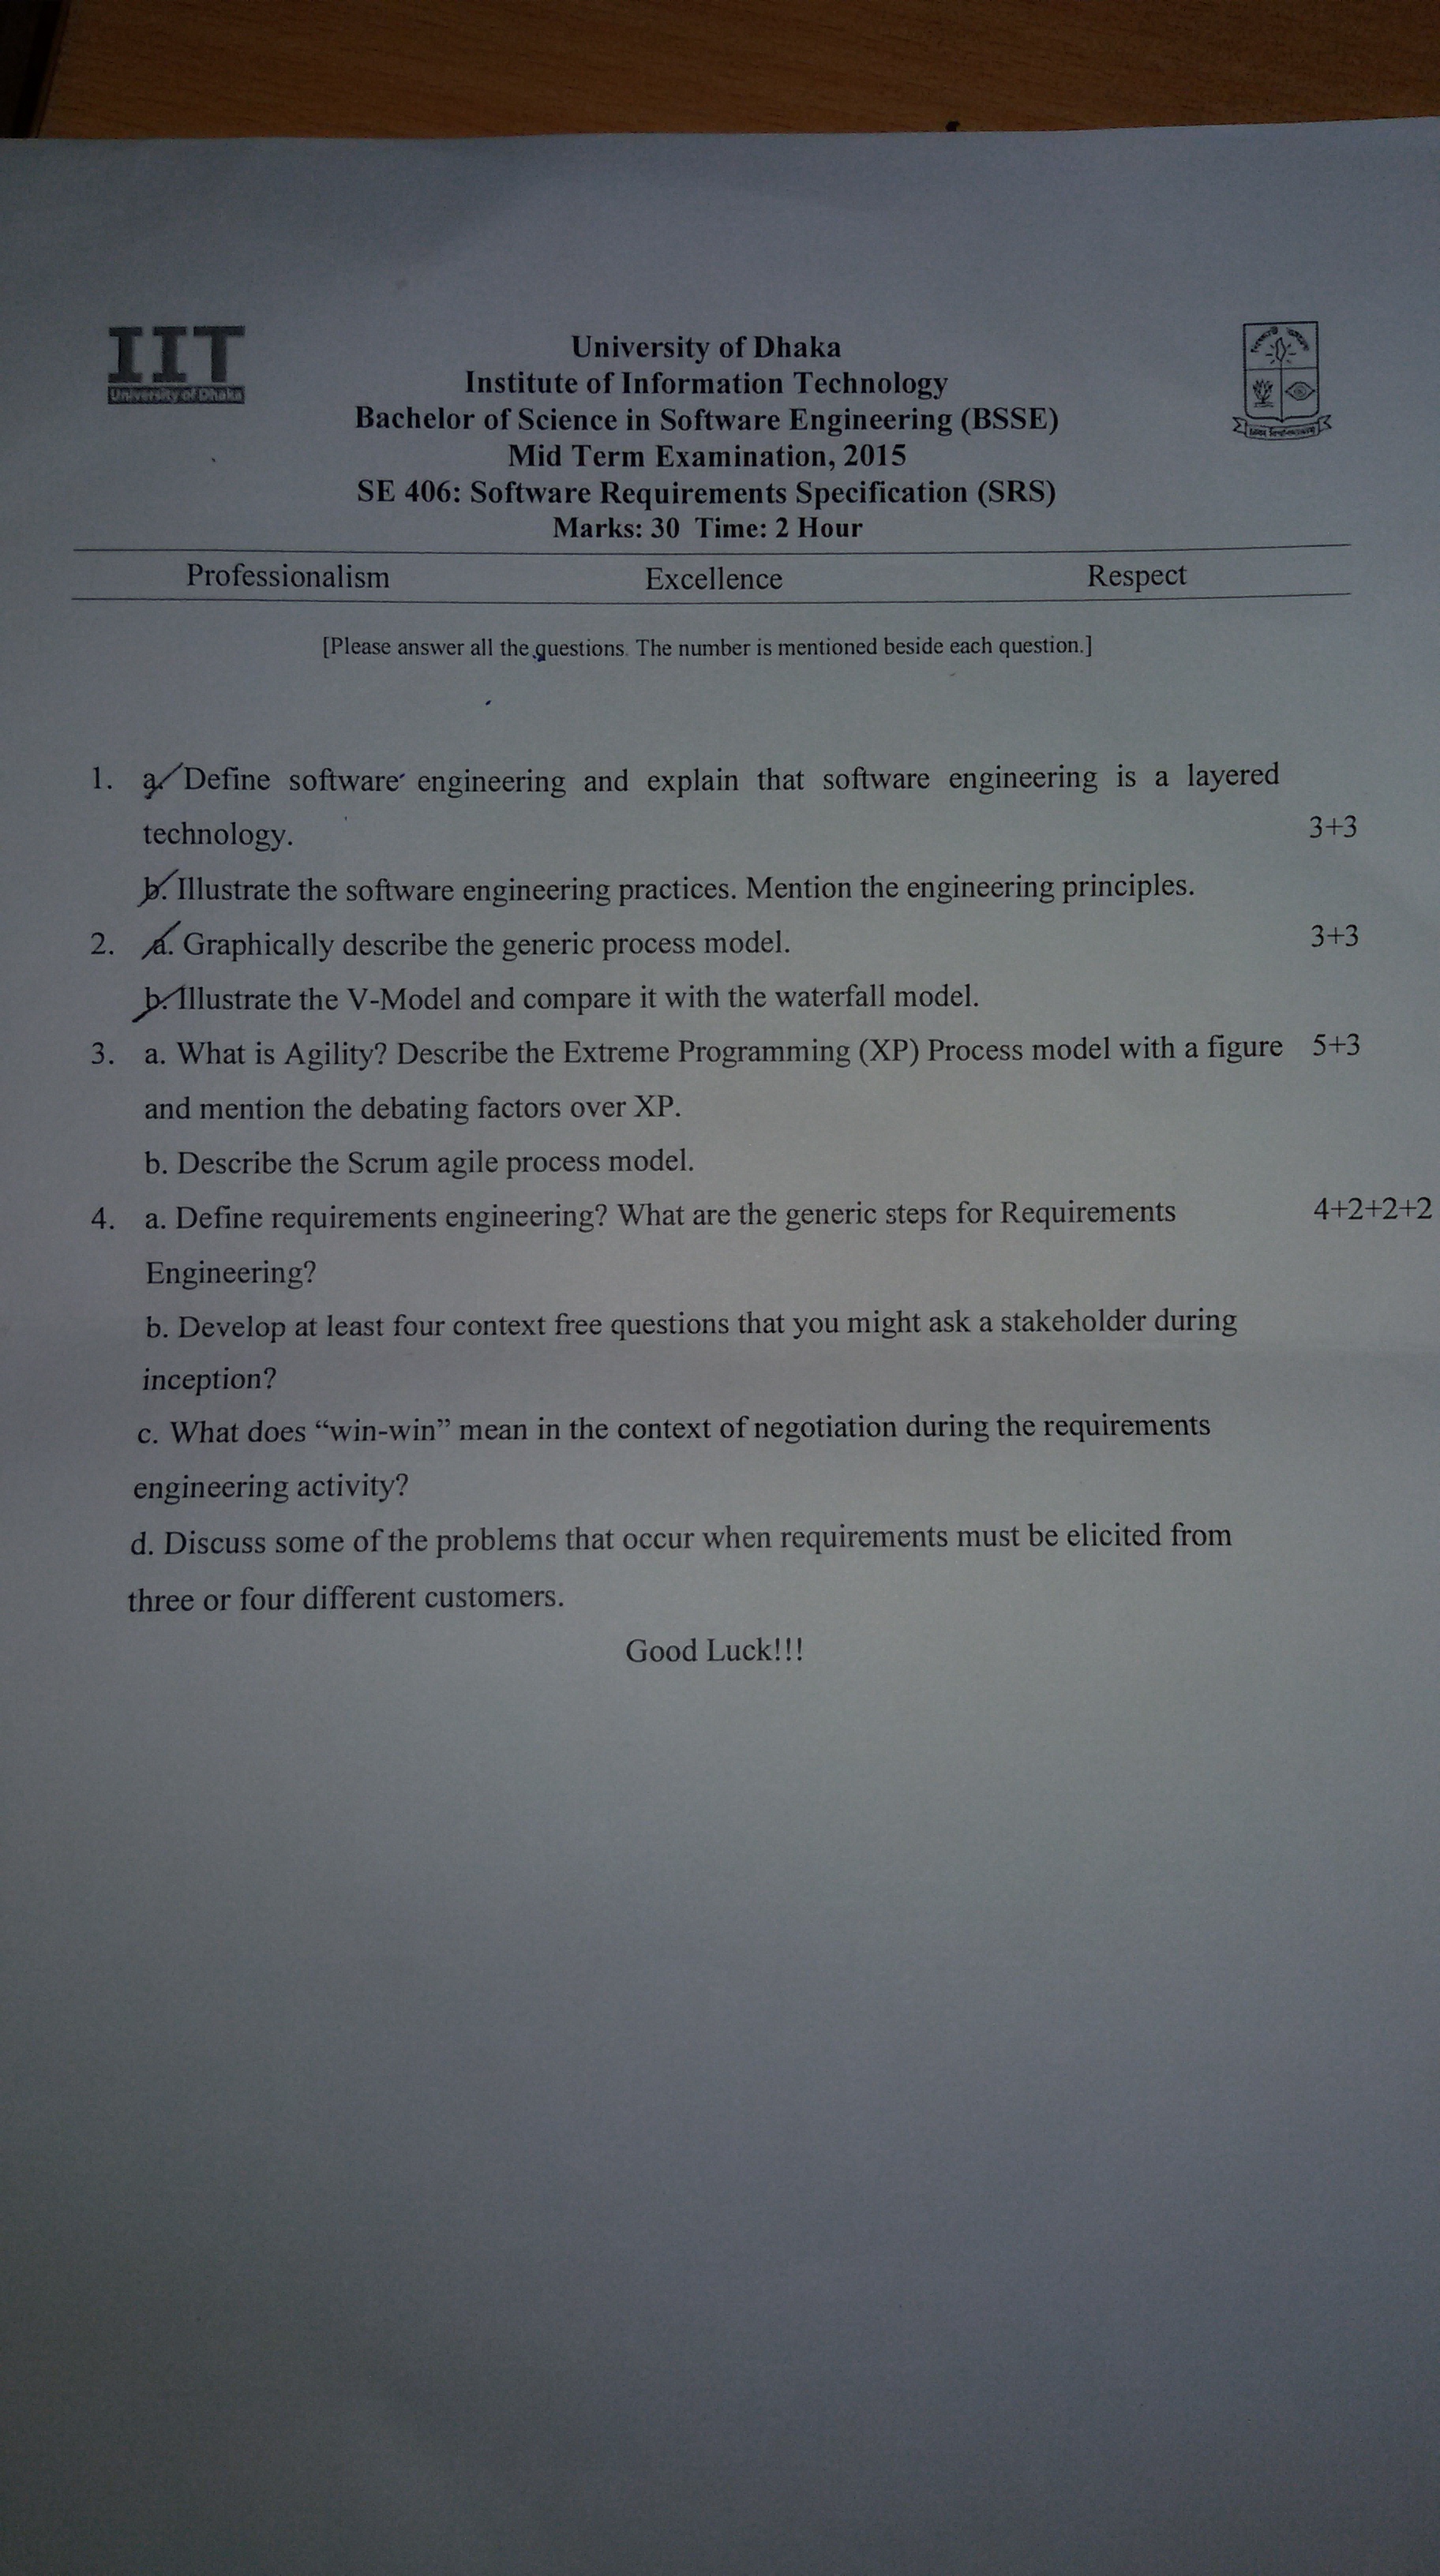 IIT
University of Dhaka
University of Dhaka
Institute of Information Technology
Bachelor of Science in Software Engineering (BSSE)
Mid Term Examination, 2015
SE 406: Software Requirements Specification (SRS)
Marks: 30 Time: 2 Hour
Professionalism Excellence Respect
[Please answer all the questions. The number is mentioned beside each question.]
1. a. Define software engineering and explain that software engineering is a layered
technology. 3+3
b. Illustrate the software engineering practices. Mention the engineering principles.
2. a. Graphically describe the generic process model. 3+3
b. Illustrate the V-Model and compare it with the waterfall model.
3. a. What is Agility? Describe the Extreme Programming (XP) Process model with a figure 5+3
and mention the debating factors over XP.
b. Describe the Scrum agile process model.
4. a. Define requirements engineering? What are the generic steps for Requirements 4+2+2+2
Engineering?
b. Develop at least four context free questions that you might ask a stakeholder during
inception?
c. What does “win-win” mean in the context of negotiation during the requirements
engineering activity?
d. Discuss some of the problems that occur when requirements must be elicited from
three or four different customers.
Good Luck!!!